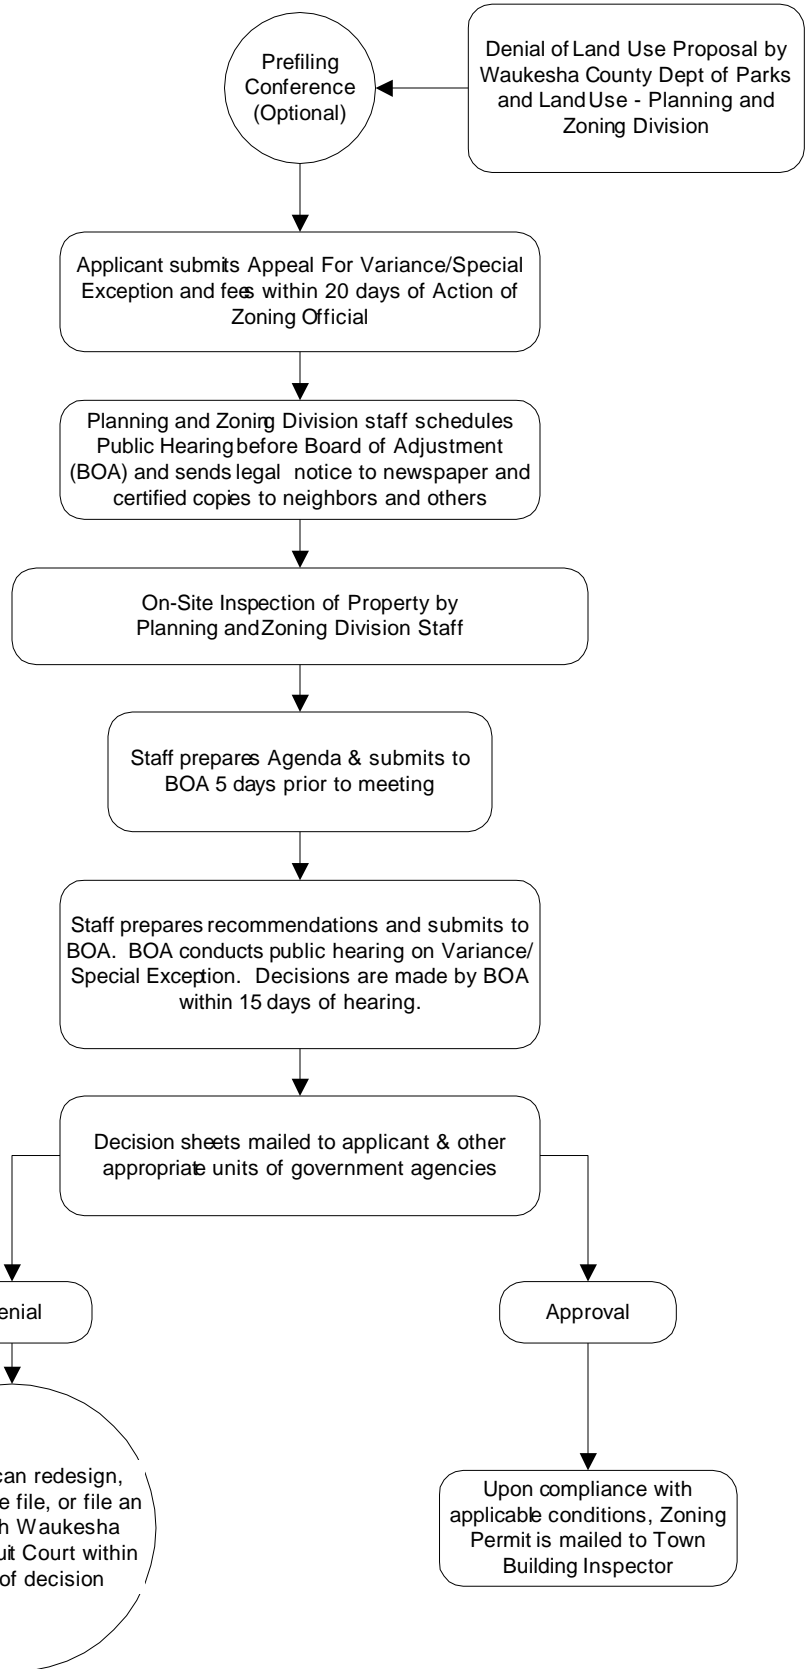 Prefiling
Conference
(Optional)
Denial of Land Use Proposal by
Waukesha County Dept of Parks
and Land Use - Planning and
Zoning Division
Applicant submits Appeal For Variance/Special
Exception and fees within 20 days of Action of
Zoning Official
Planning and Zoning Division staff schedules
Public Hearing before Board of Adjustment
(BOA) and sends legal notice to newspaper and
certified copies to neighbors and others
On-Site Inspection of Property by
Planning and Zoning Division Staff
Staff prepares Agenda & submits to
BOA 5 days prior to meeting
Staff prepares recommendations and submits to
BOA. BOA conducts public hearing on Variance/
Special Exception. Decisions are made by BOA
within 15 days of hearing.
Decision sheets mailed to applicant & other
appropriate units of government agencies
enial
Approval
can redesign,
e file, or file an
h Waukesha
uit Court within
of decision
Upon compliance with
applicable conditions, Zoning
Permit is mailed to Town
Building Inspector